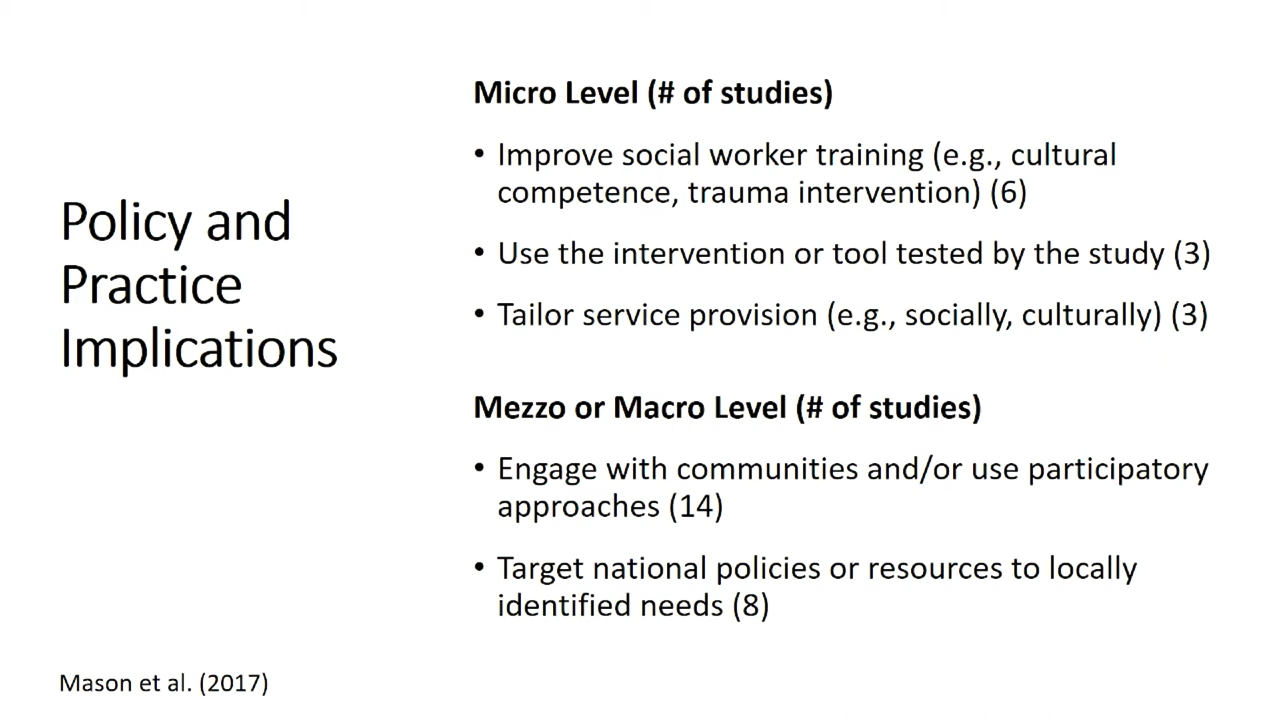 Policy and
Practice
Implications
Micro Level (# of studies)
• Improve social worker training (e.g., cultural
competence, trauma intervention) (6)
• Use the intervention or tool tested by the study (3)
• Tailor service provision (e.g., socially, culturally) (3)
Mezzo or Macro Level (# of studies)
• Engage with communities and/or use participatory
approaches (14)
• Target national policies or resources to locally
identified needs (8)
Mason et al. (2017)